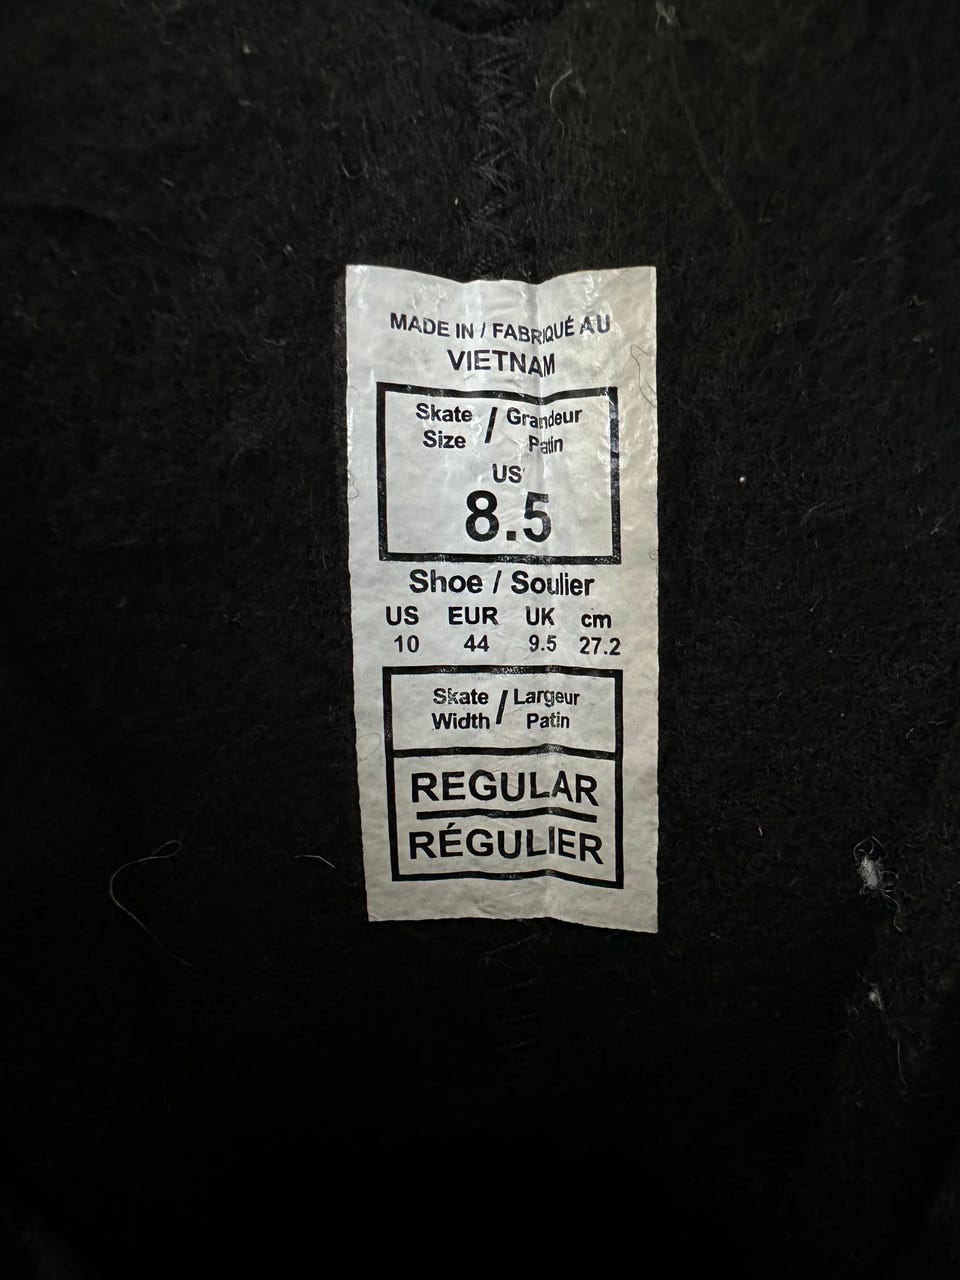 MADE IN / FABRIQUÉ AU
VIETNAM
Skate / Grandeur
Size Patin
US
8.5
Shoe / Soulier
US EUR UK cm
10 44 9.5 27.2
Skate / Largeur
Width Patin
REGULAR
RÉGULIER